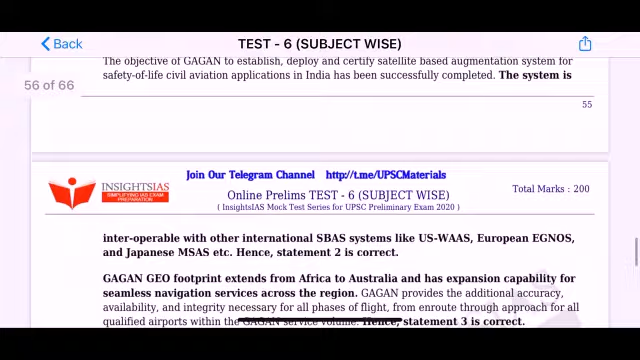 Back
TEST - 6 (SUBJECT WISE)
The objective of GAGAN to establish, deploy and certify satellite based augmentation system for
56 of 66
safety-of-life civil aviation applications in India has been successfully completed. The system is
55
Join Our Telegram Channel http://t.me/UPSCMaterials
INSIGHTSIAS
SIMPLIFYING IAS EXAM PREPARATION
Online Prelims TEST - 6 (SUBJECT WISE)
Total Marks : 200
( InsightsIAS Mock Test Series for UPSC Preliminary Exam 2020 )
inter-operable with other international SBAS systems like US-WAAS, European EGNOS,
and Japanese MSAS etc. Hence, statement 2 is correct.
GAGAN GEO footprint extends from Africa to Australia and has expansion capability for
seamless navigation services across the region. GAGAN provides the additional accuracy,
availability, and integrity necessary for all phases of flight, from enroute through approach for all
qualified airports within the GAGAN service volume. Hence, statement 3 is correct.